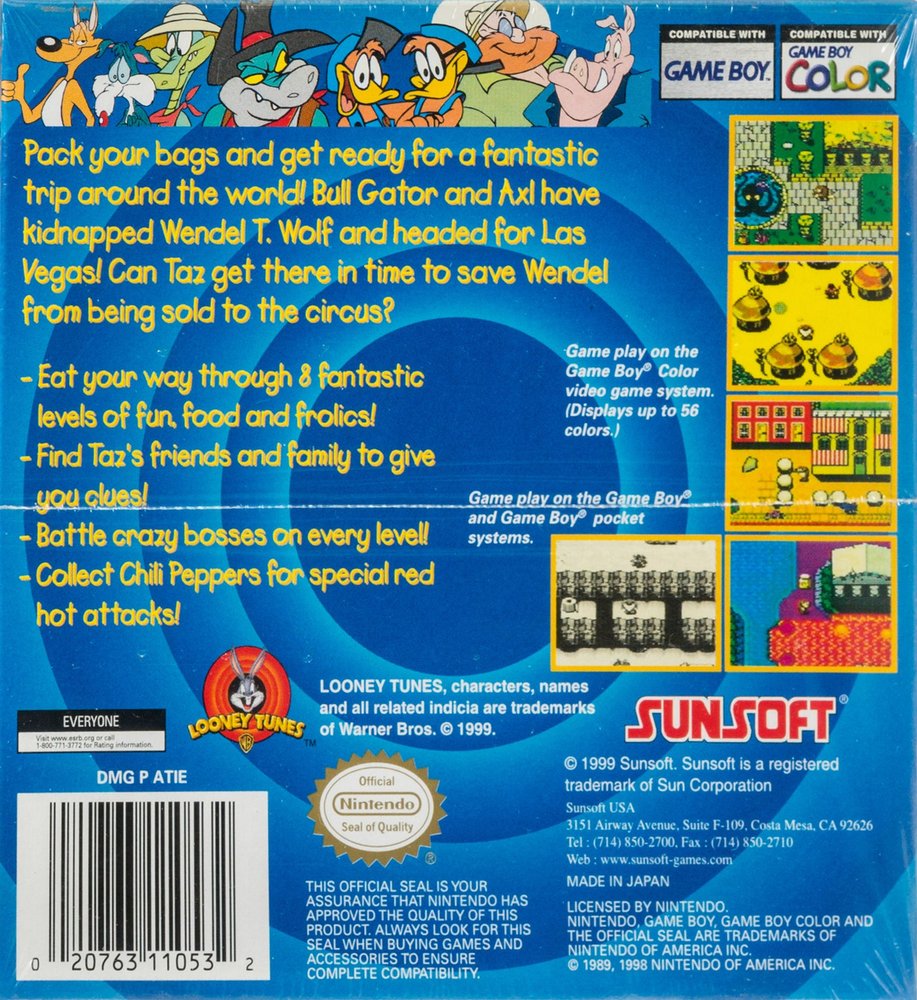 COMPATIBLE WITH
GAME BOY™
COMPATIBLE WITH
GAME BOY
COLOR
Pack your bags and get ready for a fantastic
trip around the world! Bull Gator and Axl have
kidnapped Wendel T. Wolf and headed for Las
Vegas! Can Taz get there in time to save Wendel
from being sold to the circus?
- Eat your way through 8 fantastic
levels of fun, food and frolics!
- Find Taz's friends and family to give
you clues!
- Battle crazy bosses on every level!
- Collect Chili Peppers for special red
hot attacks!
Game play on the
Game Boy® Color
video game system.
(Displays up to 56
colors.)
Game play on the Game Boy®
and Game Boy® pocket
systems.
EVERYONE
Visit www.esrb.org or call
1-800-771-3772 for Rating information.
DMG P ATIE
LOONEY TUNES
WB
TM
LOONEY TUNES, characters, names
and all related indicia are trademarks
of Warner Bros. © 1999.
SUNSOFT®
© 1999 Sunsoft. Sunsoft is a registered
trademark of Sun Corporation
Sunsoft USA
3151 Airway Avenue, Suite F-109, Costa Mesa, CA 92626
Tel : (714) 850-2700, Fax : (714) 850-2710
Web : www.sunsoft-games.com
MADE IN JAPAN
LICENSED BY NINTENDO.
NINTENDO, GAME BOY, GAME BOY COLOR AND
THE OFFICIAL SEAL ARE TRADEMARKS OF
NINTENDO OF AMERICA INC.
© 1989, 1998 NINTENDO OF AMERICA INC.
Official
Nintendo
Seal of Quality
®
THIS OFFICIAL SEAL IS YOUR
ASSURANCE THAT NINTENDO HAS
APPROVED THE QUALITY OF THIS
PRODUCT. ALWAYS LOOK FOR THIS
SEAL WHEN BUYING GAMES AND
ACCESSORIES TO ENSURE
COMPLETE COMPATIBILITY.
0 20763 11053 2